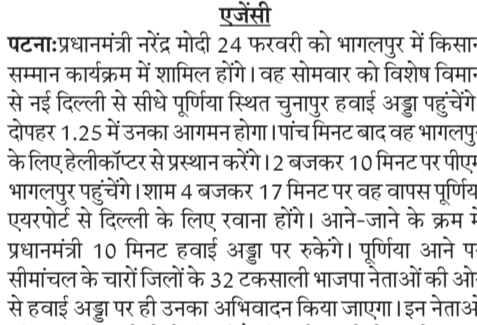 एजेंसी
पटना:प्रधानमंत्री नरेंद्र मोदी 24 फरवरी को भागलपुर में किसान
सम्मान कार्यक्रम में शामिल होंगे। वह सोमवार को विशेष विमान
से नई दिल्ली से सीधे पूर्णिया स्थित चुनापुर हवाई अड्डा पहुंचेंगे
दोपहर 1.25 में उनका आगमन होगा। पांच मिनट बाद वह भागलपु
के लिए हेलीकॉप्टर से प्रस्थान करेंगे। 2 बजकर 10 मिनट पर पीएम
भागलपुर पहुंचेंगे। शाम 4 बजकर 17 मिनट पर वह वापस पूर्णिय
एयरपोर्ट से दिल्ली के लिए रवाना होंगे। आने-जाने के क्रम में
प्रधानमंत्री 10 मिनट हवाई अड्डा पर रुकेंगे। पूर्णिया आने प
सीमांचल के चारों जिलों के 32 टकसाली भाजपा नेताओं की ओ
से हवाई अड्डा पर ही उनका अभिवादन किया जाएगा। इन नेताओ